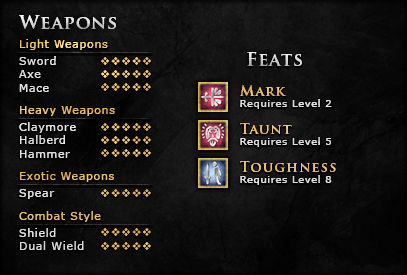 WEAPONS
Light Weapons
Sword
Axe
Mace
Heavy Weapons
Claymore
Halberd
Hammer
Exotic Weapons
Spear
Combat Style
Shield
Dual Wield
FEATS
MARK
Requires Level 2
TAUNT
Requires Level 5
TOUGHNESS
Requires Level 8